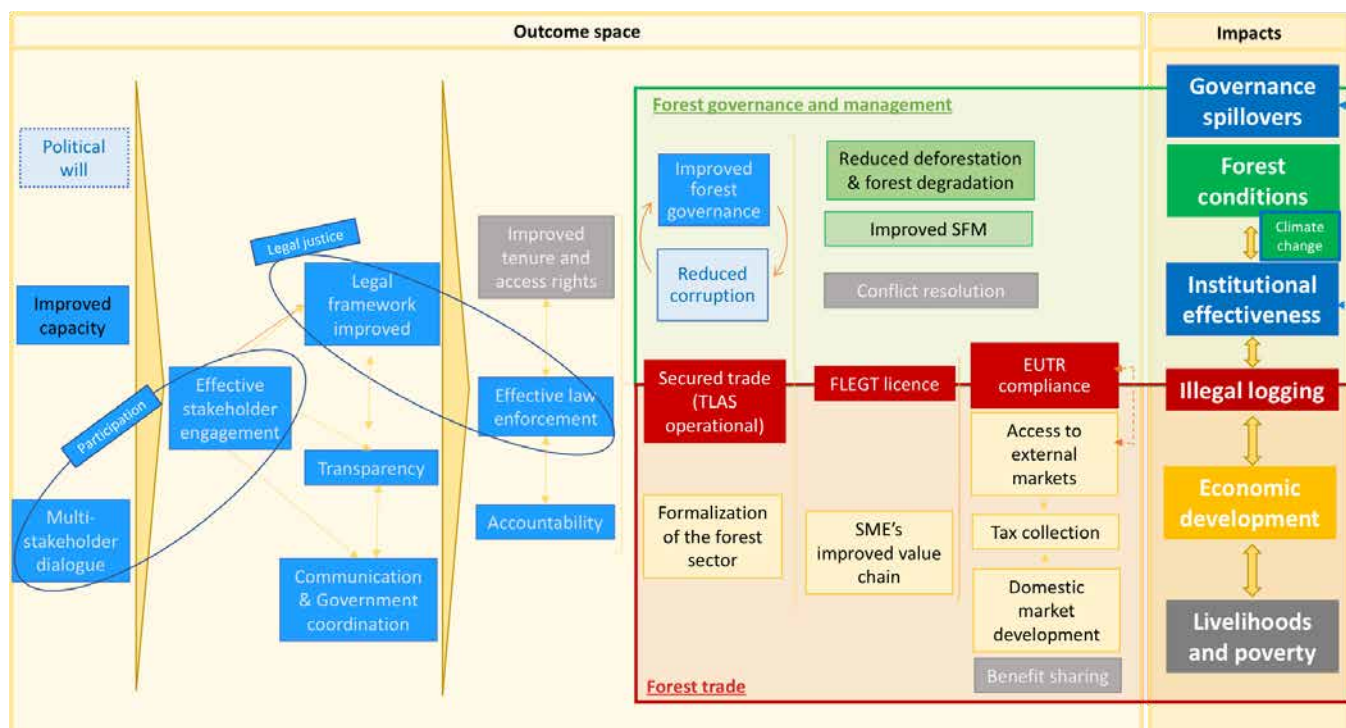 Outcome space
Impacts
Political
will
Improved
capacity
Multi-
stakeholder
dialogue
Participation
Effective
stakeholder
engagement
Legal justice
Legal
framework
improved
Transparency
Communication
& Government
coordination
Improved
tenure and
access rights
Effective law
enforcement
Accountability
Forest governance and management
Improved
forest
governance
Reduced
corruption
Reduced deforestation
& forest degradation
Improved SFM
Conflict resolution
Secured trade
(TLAS
operational)
FLEGT licence
EUTR
compliance
Formalization
of the forest
sector
SME's
improved value
chain
Access to
external
markets
Tax collection
Domestic
market
development
Benefit sharing
Forest trade
Governance
spillovers
Forest
conditions
Climate
change
Institutional
effectiveness
Illegal logging
Economic
development
Livelihoods
and poverty